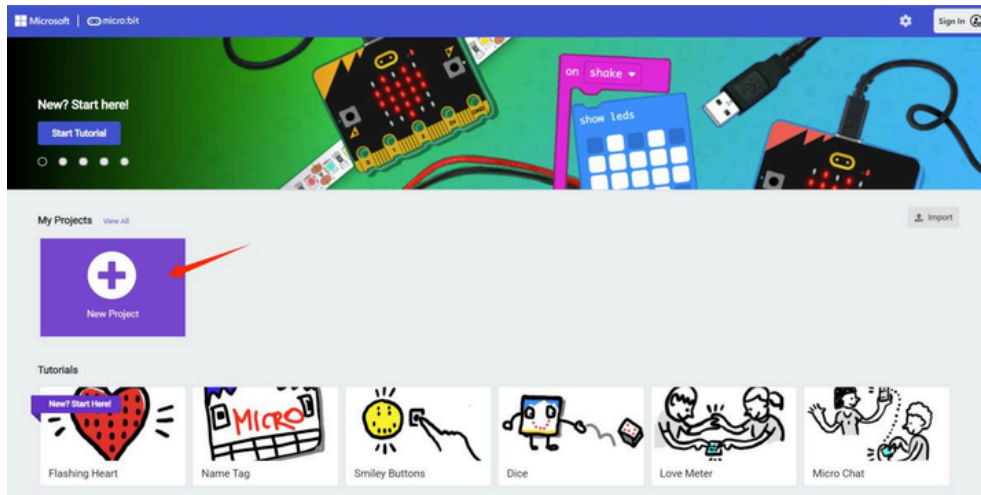 Microsoft | micro:bit
Sign In
New? Start here!
Start Tutorial
on shake
show leds
My Projects View All
Import
New Project
Tutorials
New? Start Here!
MICRO
Flashing Heart
Name Tag
Smiley Buttons
Dice
Love Meter
Micro Chat